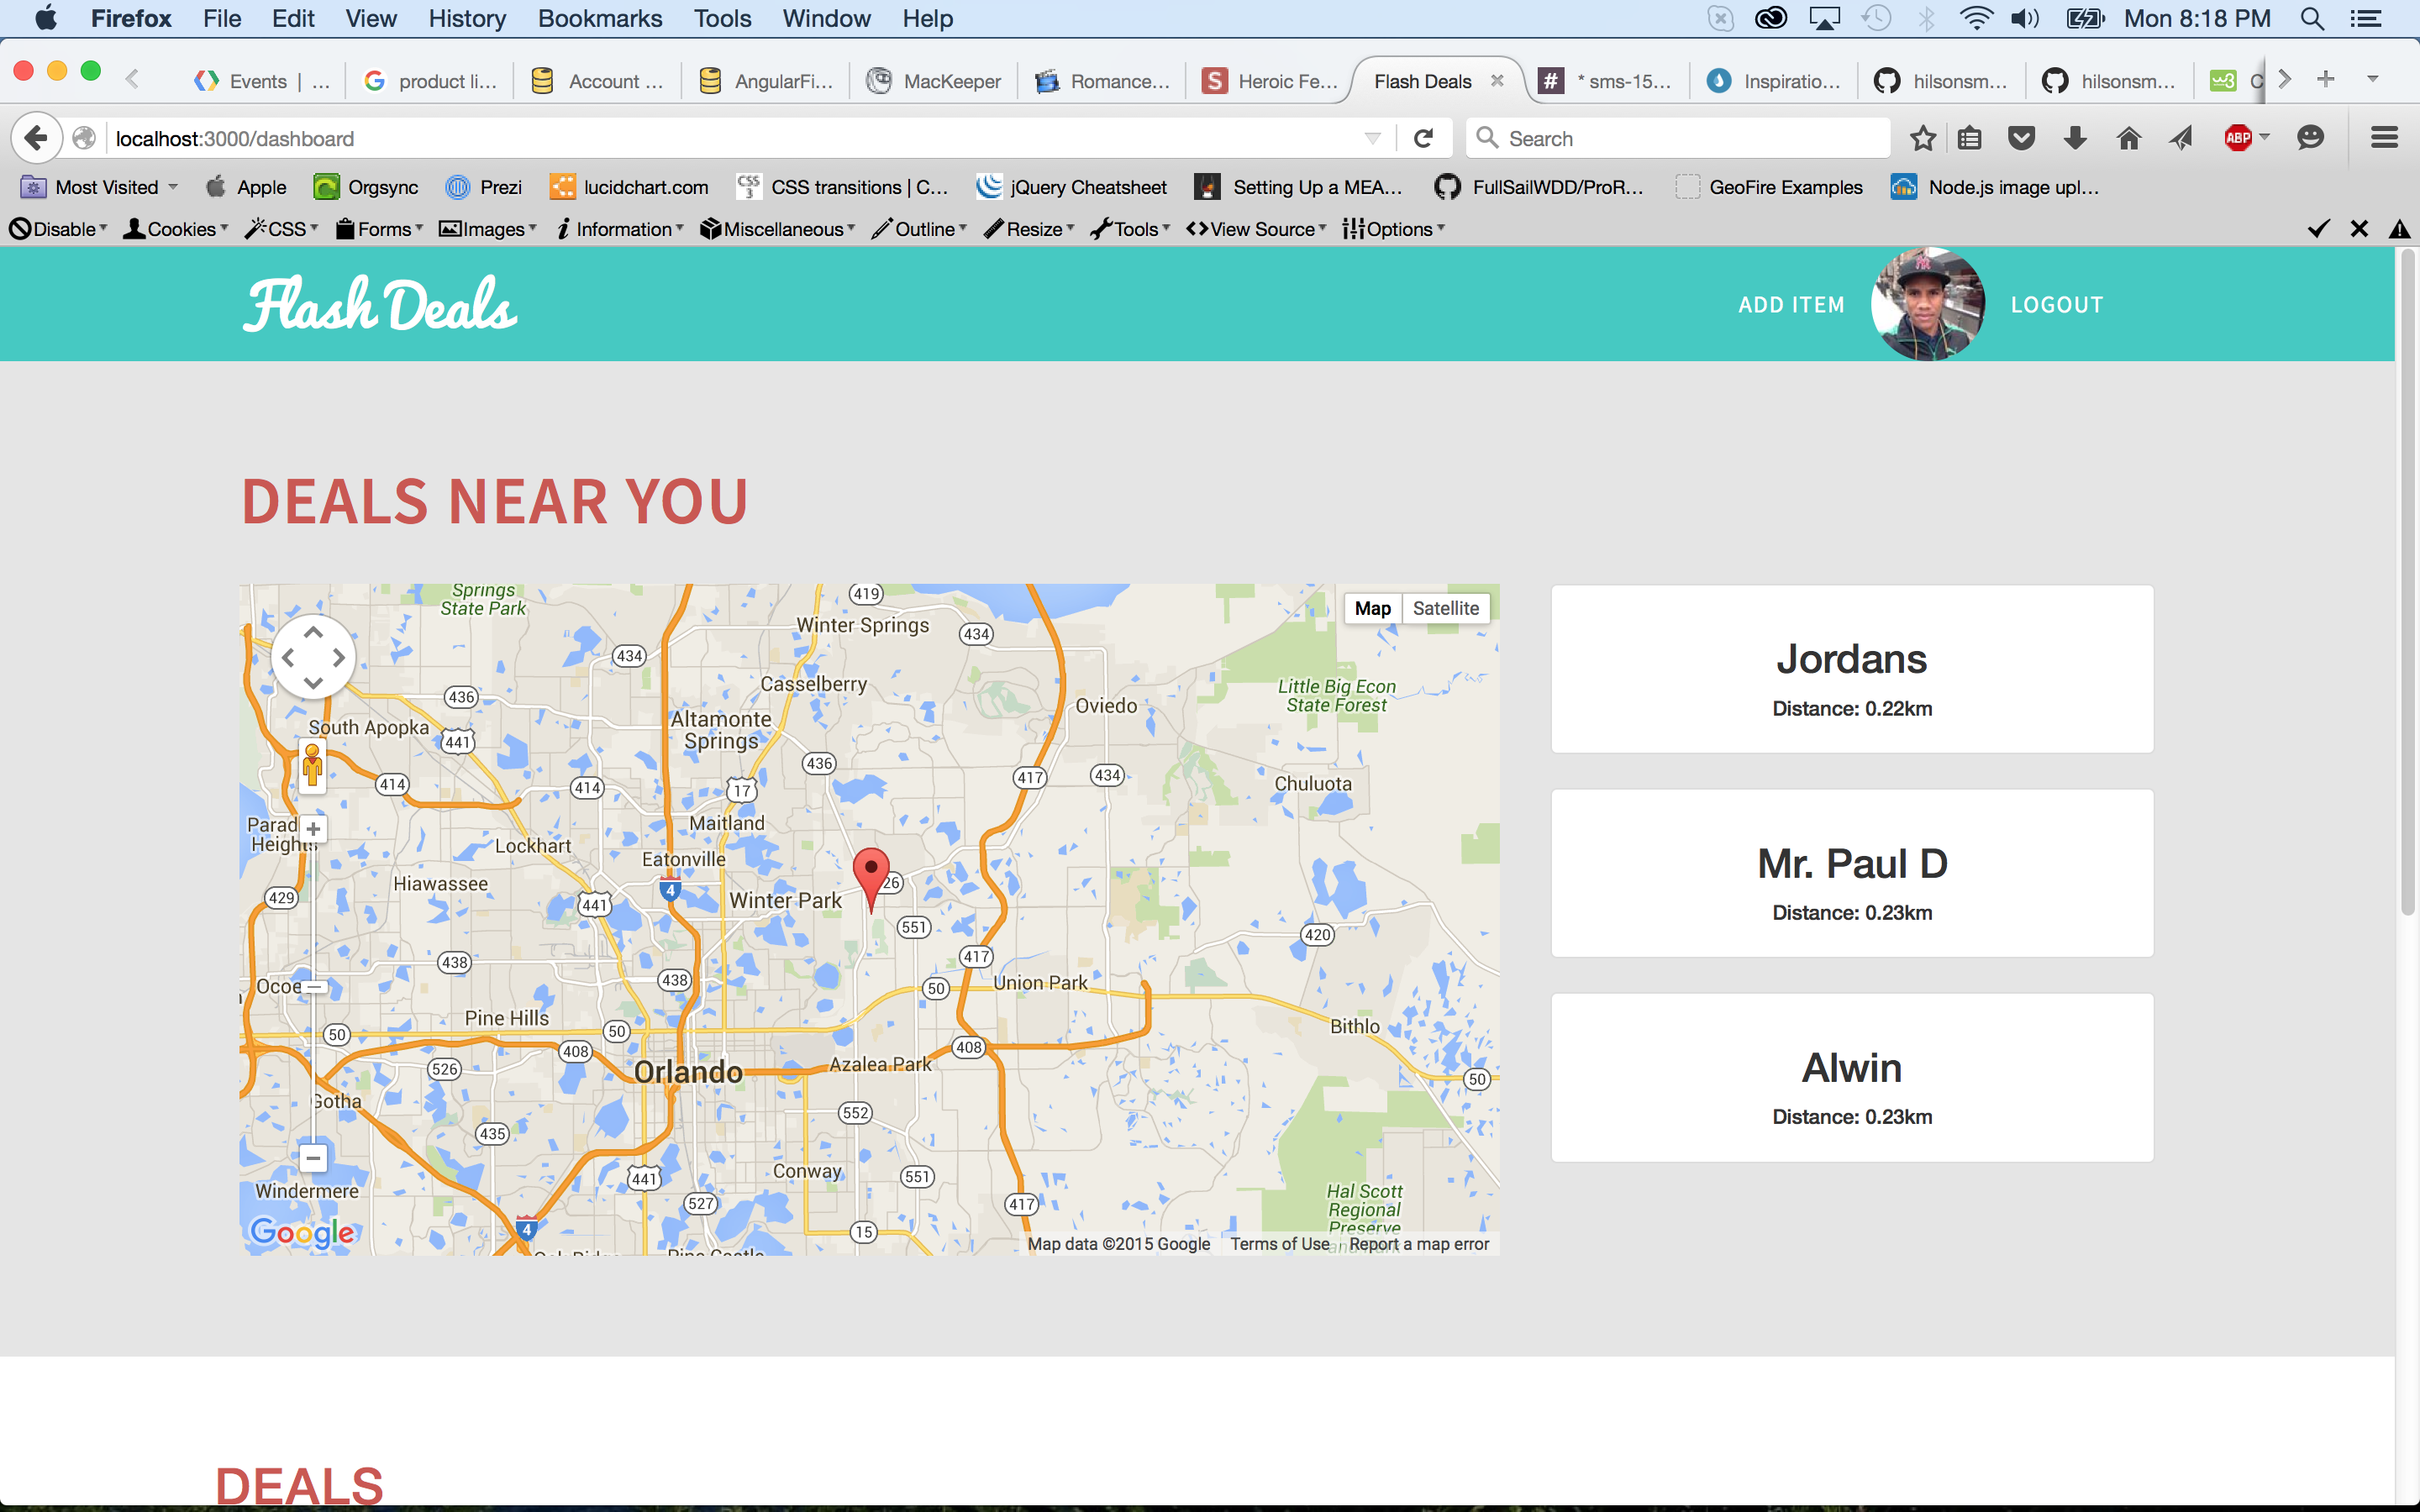 Firefox File Edit View History Bookmarks Tools Window Help Mon 8:18 PM
Events | ... product li... Account ... AngularFi... MacKeeper Romance... Heroic Fe... Flash Deals * sms-15... Inspiratio... hilsonsm... hilsonsm... C
localhost:3000/dashboard Search ABP
Most Visited Apple Orgsync Prezi lucidchart.com CSS transitions | C... jQuery Cheatsheet Setting Up a MEA... FullSailWDD/ProR... GeoFire Examples Node.js image upl...
Disable Cookies CSS Forms Images Information Miscellaneous Outline Resize Tools View Source Options
Flash Deals
ADD ITEM LOGOUT
DEALS NEAR YOU
Springs
State Park
419
Map Satellite
Winter Springs
434
434
Casselberry
Little Big Econ
State Forest
436
Oviedo
Altamonte
Springs
South Apopka
441
436
417
434
414
414
17
Chuluota
Maitland
Lockhart
Eatonville
Hiawassee
4
26
429
441
Winter Park
551
420
438
417
438
Union Park
Ocoe
50
Pine Hills
50
50
Bithlo
408
408
Orlando
Azalea Park
526
50
Gotha
552
435
Conway
441
551
Windermere
527
417
Hal Scott
Regional
Preserve
Google
4
15
Map data ©2015 Google Terms of Use Report a map error
Jordans
Distance: 0.22km
Mr. Paul D
Distance: 0.23km
Alwin
Distance: 0.23km
DEALS